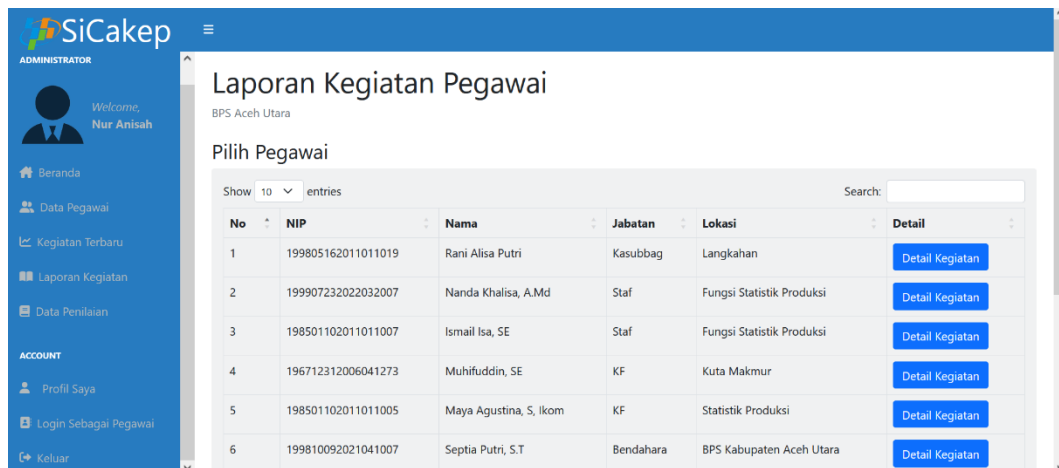 SiCakep
ADMINISTRATOR
Welcome,
Nur Anisah
Beranda
Data Pegawai
Kegiatan Terbaru
Laporan Kegiatan
Data Penilaian
ACCOUNT
Profil Saya
Login Sebagai Pegawai
Keluar
Laporan Kegiatan Pegawai
BPS Aceh Utara
Pilih Pegawai
Show 10 entries Search:
No NIP Nama Jabatan Lokasi Detail
1 199805162011011019 Rani Alisa Putri Kasubbag Langkahan Detail Kegiatan
2 199907232022032007 Nanda Khalisa, A.Md Staf Fungsi Statistik Produksi Detail Kegiatan
3 198501102011011007 Ismail Isa, SE Staf Fungsi Statistik Produksi Detail Kegiatan
4 196712312006041273 Muhifuddin, SE KF Kuta Makmur Detail Kegiatan
5 198501102011011005 Maya Agustina, S, Ikom KF Statistik Produksi Detail Kegiatan
6 199810092021041007 Septia Putri, S.T Bendahara BPS Kabupaten Aceh Utara Detail Kegiatan